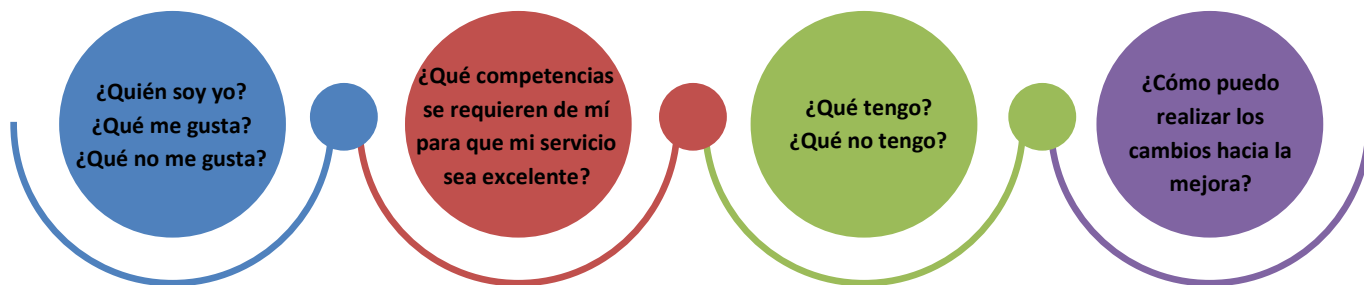 ¿Quién soy yo?
¿Qué me gusta?
¿Qué no me gusta?
¿Qué competencias
se requieren de mí
para que mi servicio
sea excelente?
¿Qué tengo?
¿Qué no tengo?
¿Cómo puedo
realizar los
cambios hacia la
mejora?